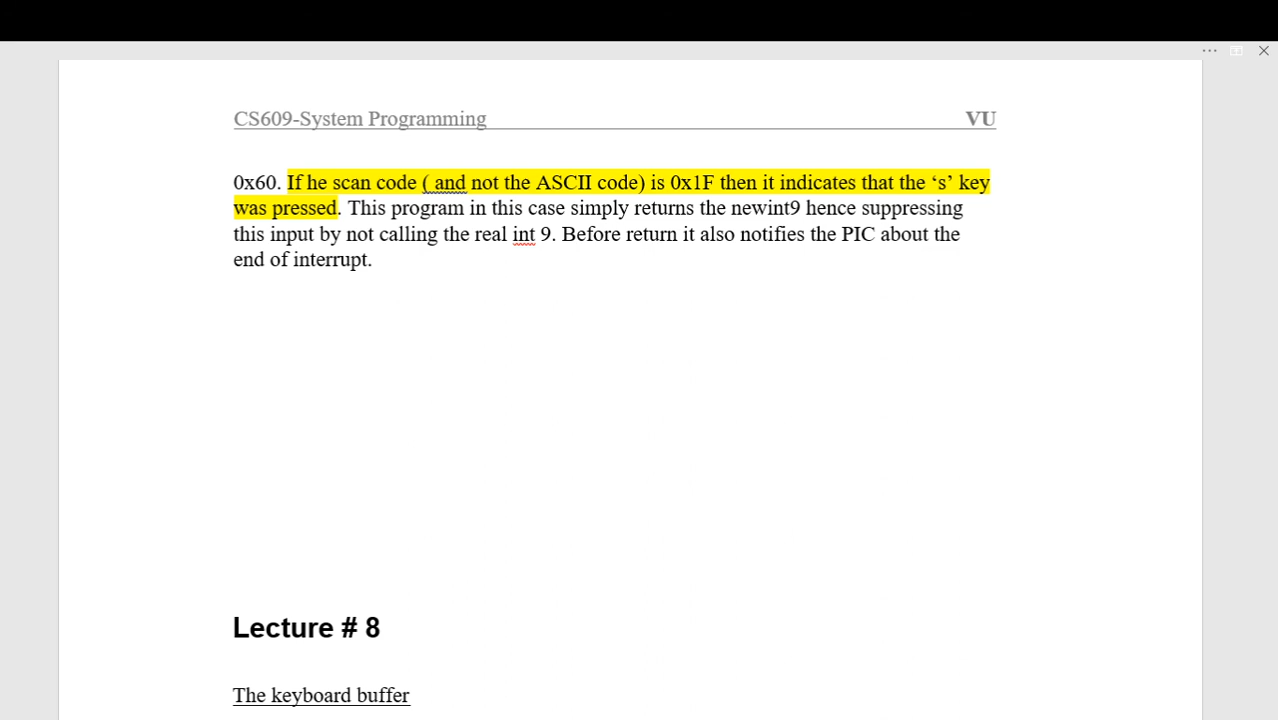 CS609-System Programming VU
0x60. If he scan code ( and not the ASCII code) is 0x1F then it indicates that the ‘s’ key
was pressed. This program in this case simply returns the newint9 hence suppressing
this input by not calling the real int 9. Before return it also notifies the PIC about the
end of interrupt.
Lecture # 8
The keyboard buffer